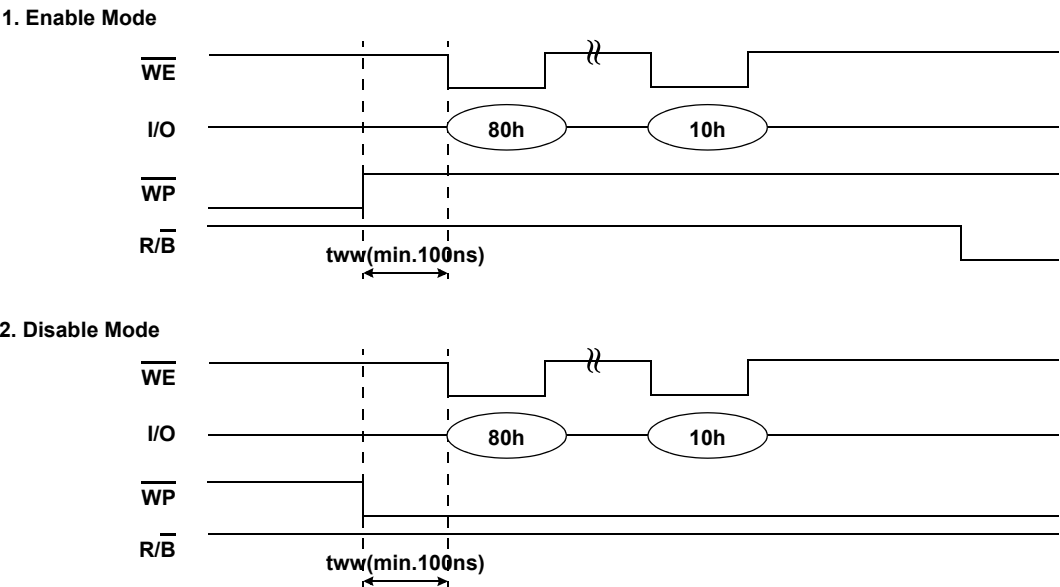 1. Enable Mode
WE
I/O 80h 10h
WP
R/B
tww(min.100ns)
2. Disable Mode
WE
I/O 80h 10h
WP
R/B
tww(min.100ns)